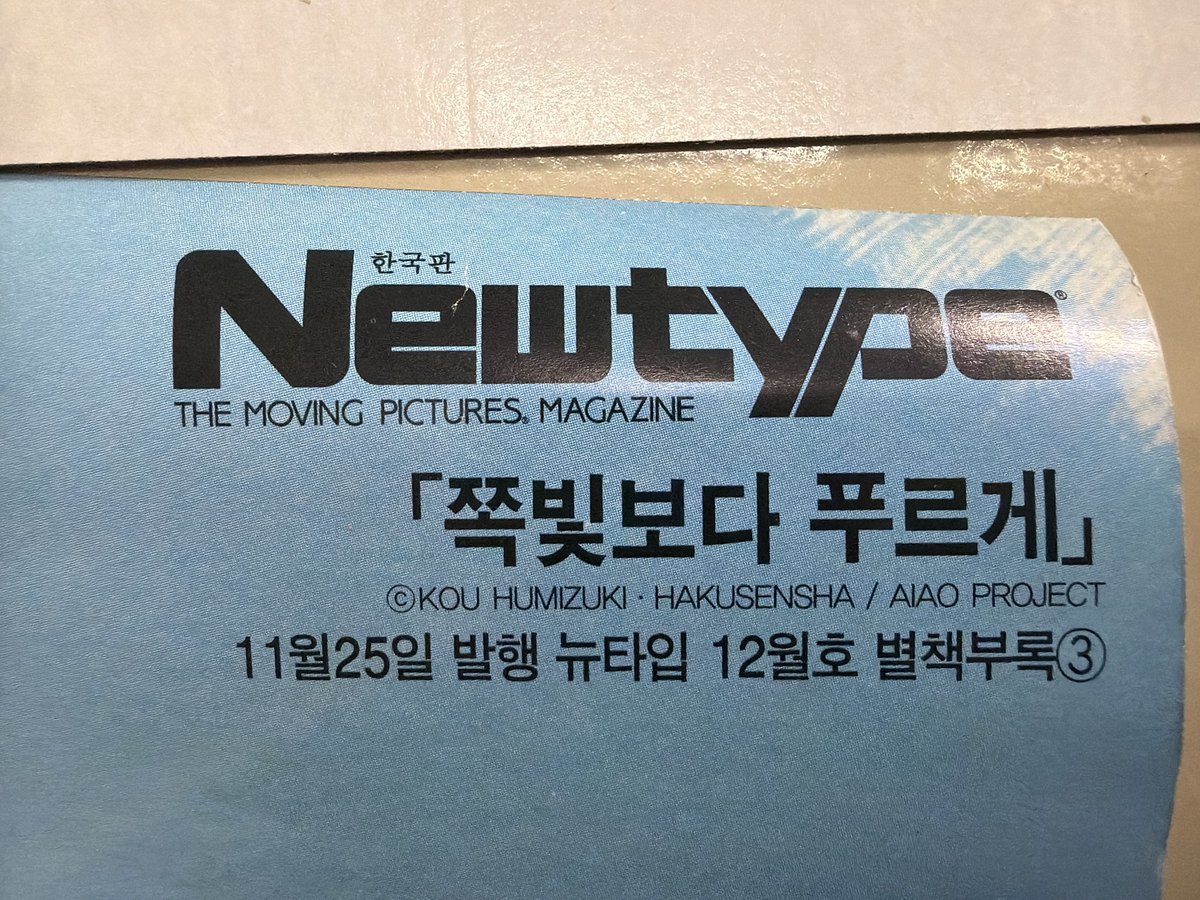 한국판
Newtype®
THE MOVING PICTURES® MAGAZINE
「쪽빛보다 푸르게」
©KOU HUMIZUKI · HAKUSENSHA / AIAO PROJECT
11월25일 발행 뉴타입 12월호 별책부록③